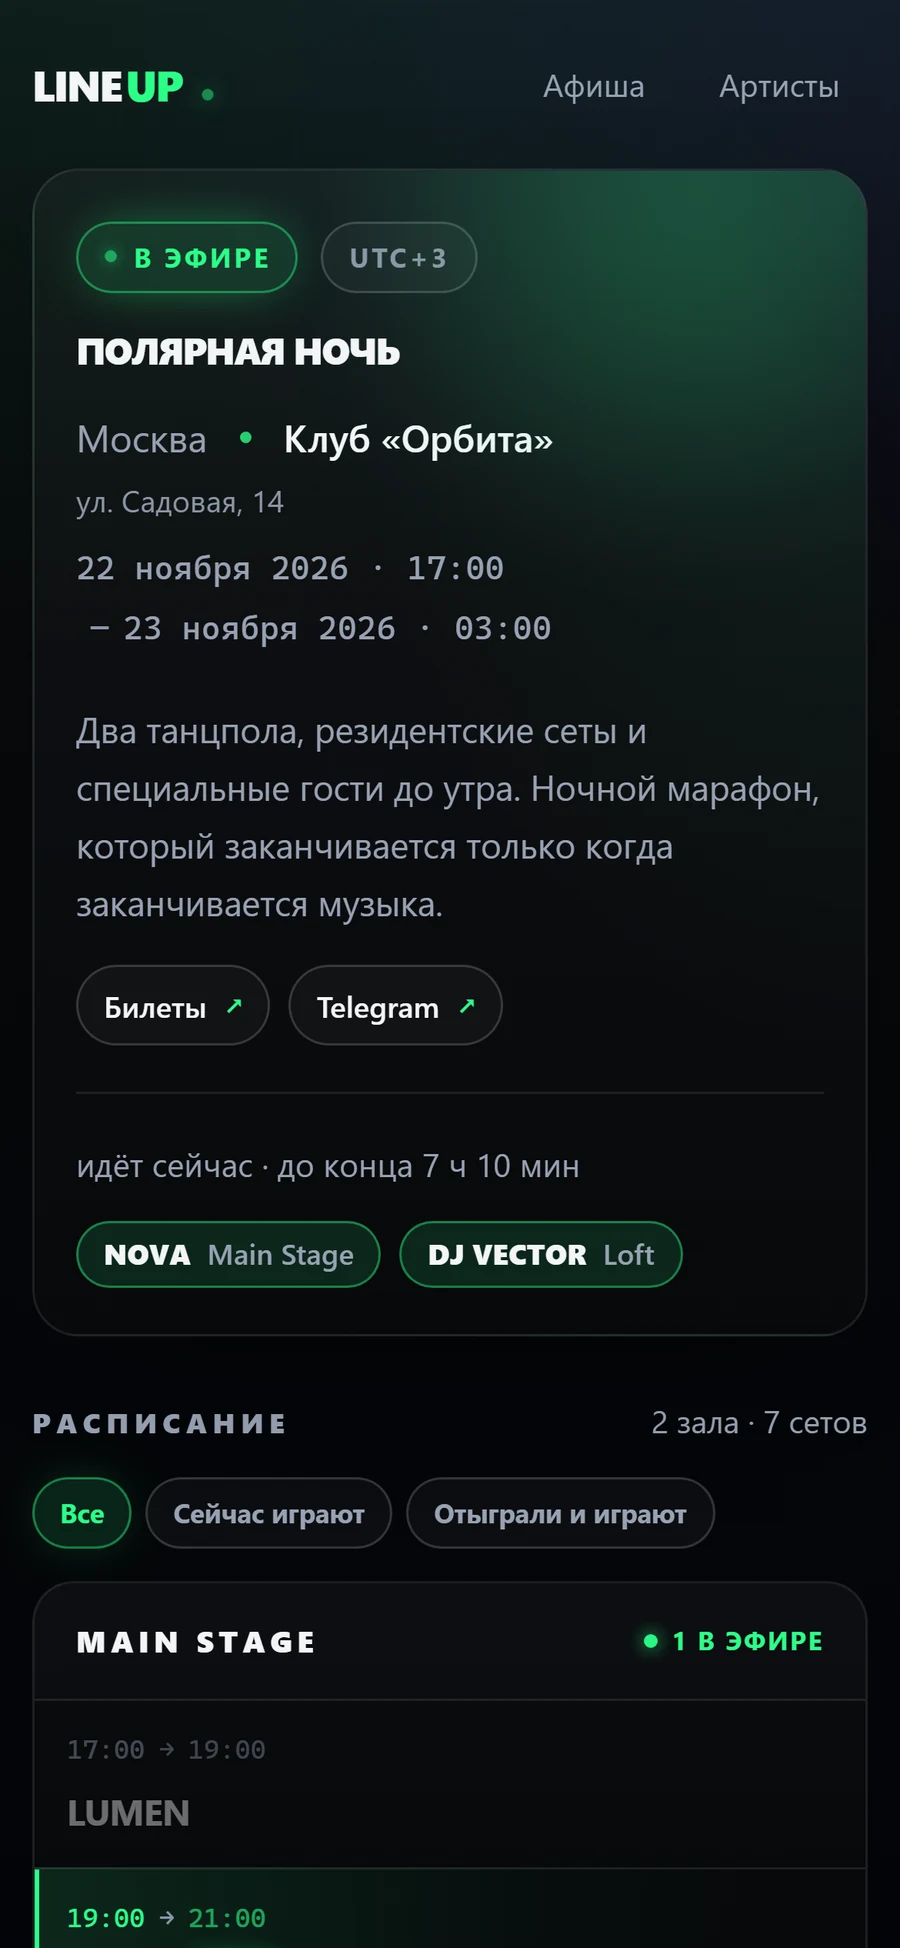 LINEUP
Афиша Артисты
В ЭФИРЕ UTC+3
ПОЛЯРНАЯ НОЧЬ
Москва • Клуб «Орбита»
ул. Садовая, 14
22 ноября 2026 · 17:00
– 23 ноября 2026 · 03:00
Два танцпола, резидентские сеты и
специальные гости до утра. Ночной марафон,
который заканчивается только когда
заканчивается музыка.
Билеты ↗ Telegram ↗
идёт сейчас · до конца 7 ч 10 мин
NOVA Main Stage DJ VECTOR Loft
РАСПИСАНИЕ 2 зала · 7 сетов
Все Сейчас играют Отыграли и играют
MAIN STAGE 1 В ЭФИРЕ
17:00 → 19:00
LUMEN
19:00 → 21:00